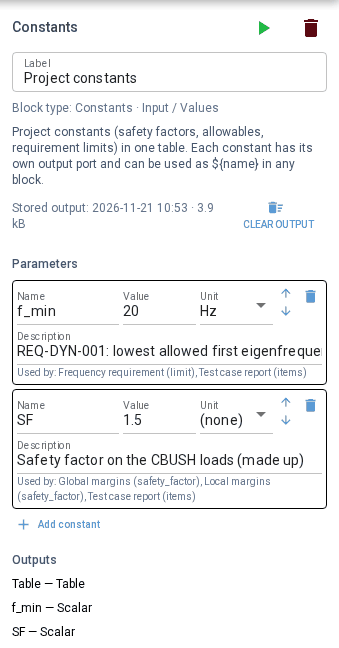 Constants
Label
Project constants
Block type: Constants · Input / Values
Project constants (safety factors, allowables,
requirement limits) in one table. Each constant has its
own output port and can be used as ${name} in any
block.
Stored output: 2026-11-21 10:53 · 3.9
kB
CLEAR OUTPUT
Parameters
Name Value Unit
f_min 20 Hz
Description
REQ-DYN-001: lowest allowed first eigenfreque
Used by: Frequency requirement (limit), Test case report (items)
Name Value Unit
SF 1.5 (none)
Description
Safety factor on the CBUSH loads (made up)
Used by: Global margins (safety_factor), Local margins
(safety_factor), Test case report (items)
Add constant
Outputs
Table — Table
f_min — Scalar
SF — Scalar